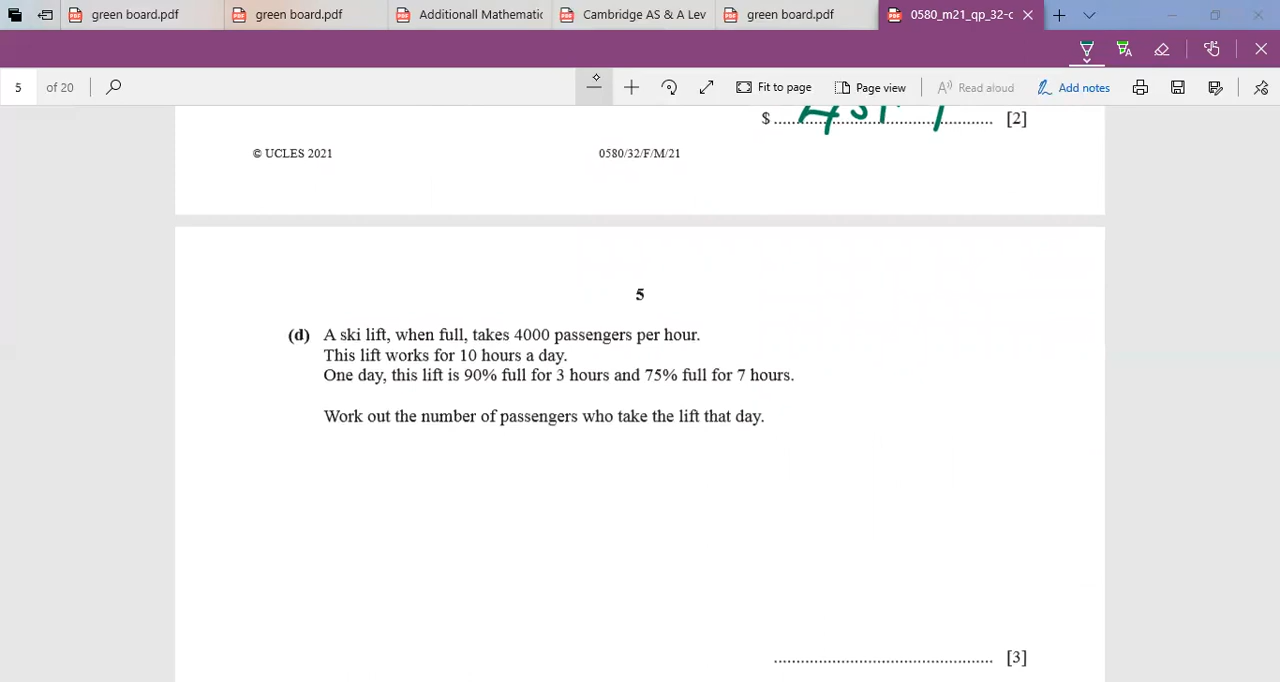 green board.pdf
green board.pdf
Additionall Mathematic
Cambridge AS & A Lev
green board.pdf
0580_m21_qp_32-c
5 of 20
Fit to page
Page view
Read aloud
Add notes
$ ................................................ [2]
© UCLES 2021
0580/32/F/M/21
5
(d) A ski lift, when full, takes 4000 passengers per hour.
This lift works for 10 hours a day.
One day, this lift is 90% full for 3 hours and 75% full for 7 hours.
Work out the number of passengers who take the lift that day.
................................................ [3]